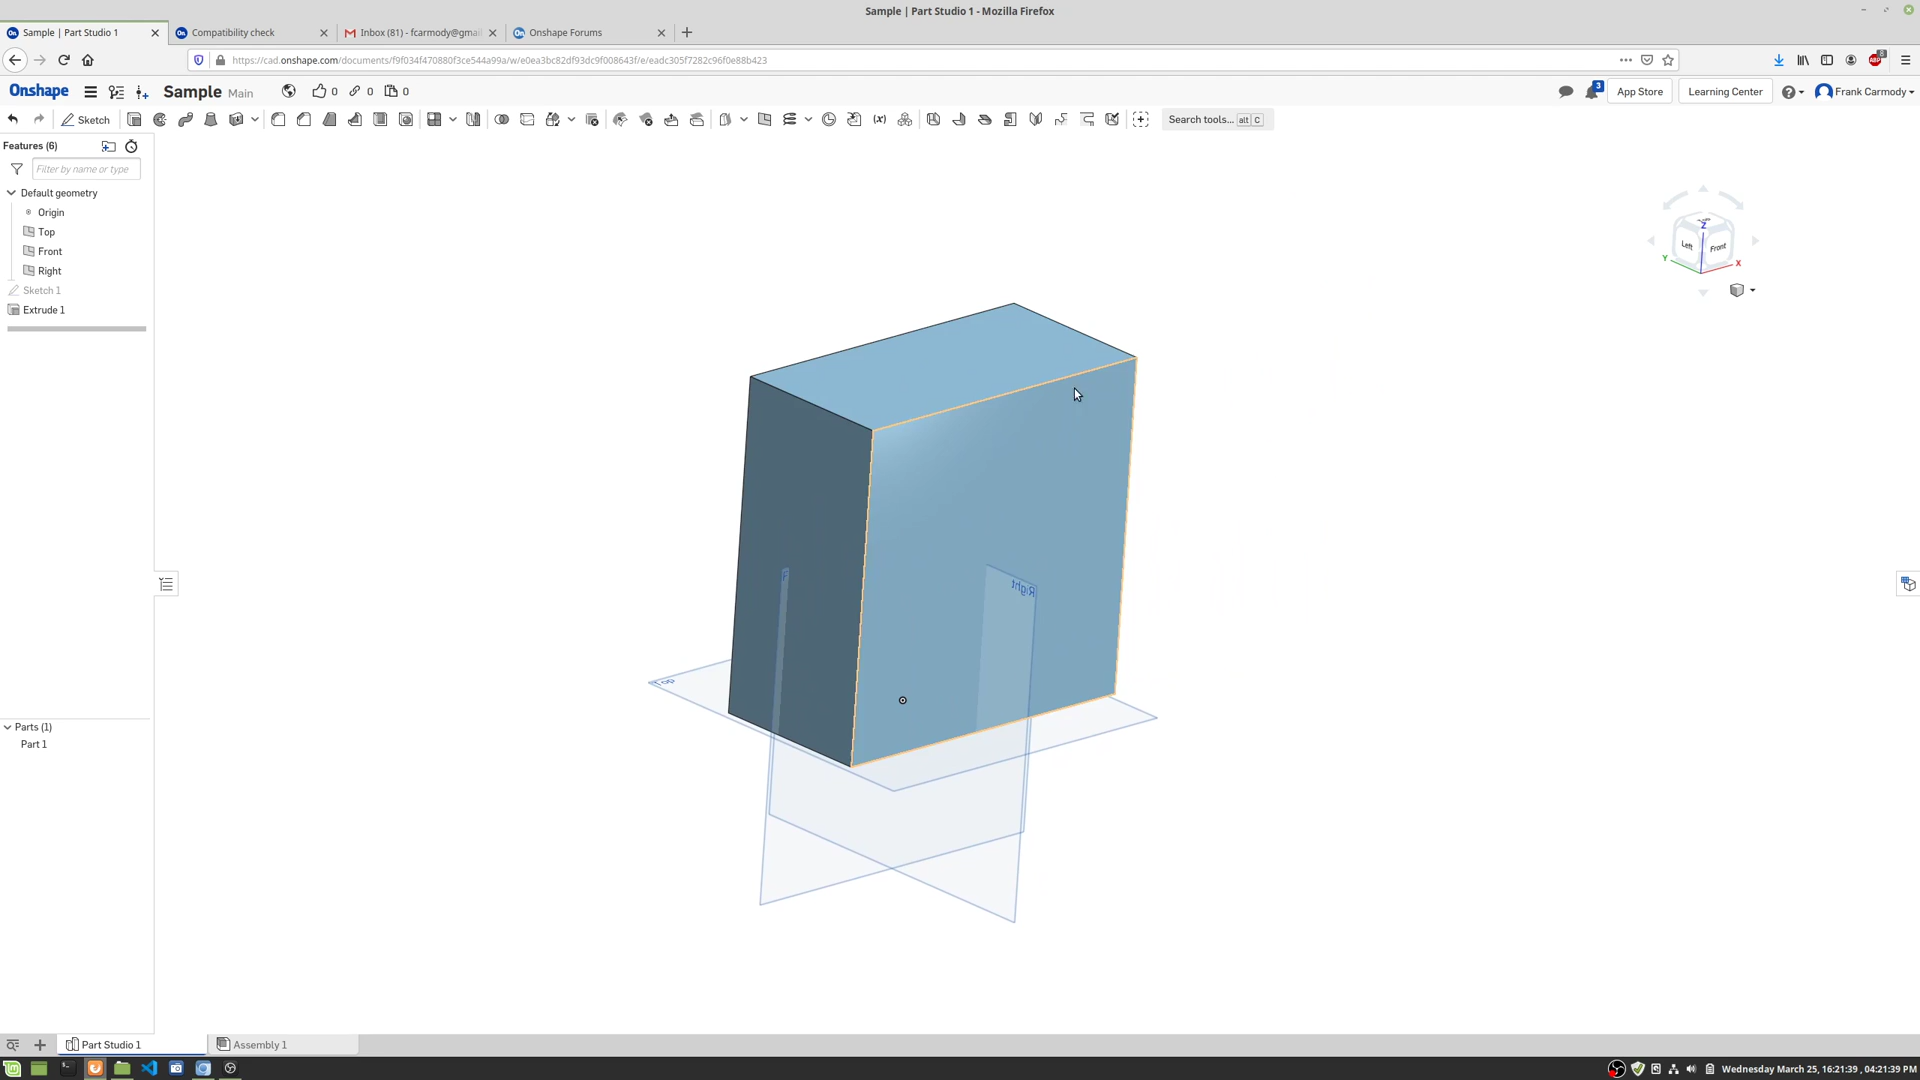 Sample | Part Studio 1 - Mozilla Firefox
Sample | Part Studio 1
Compatibility check
Inbox (81) - fcarmody@gmai
Onshape Forums
https://cad.onshape.com/documents/f9f034f470880f3ce544a99a/w/e0ea3bc82df93dc9f008643f/e/eadc305f7282c96f0e88b423
Onshape
Sample Main
0
0
0
3
App Store
Learning Center
Frank Carmody
Sketch
Search tools... alt C
Features (6)
Filter by name or type
Default geometry
Origin
Top
Front
Right
Sketch 1
Extrude 1
Z
Left
Front
Y
X
Right
Top
Parts (1)
Part 1
Part Studio 1
Assembly 1
Wednesday March 25, 16:21:39 , 04:21:39 PM